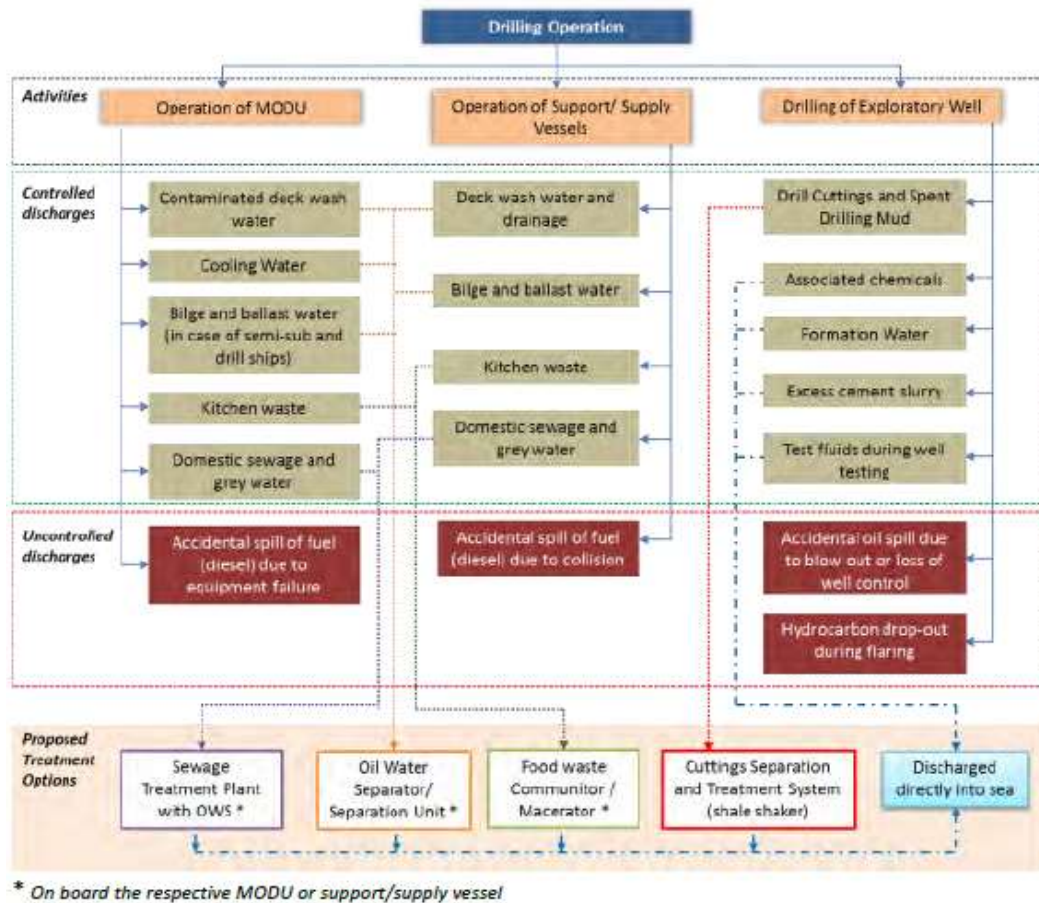 Drilling Operation
Activities
Operation of MODU
Operation of Support/ Supply
Vessels
Drilling of Exploratory Well
Controlled
discharges
Contaminated deck wash
water
Cooling Water
Bilge and ballast water
(in case of semi-sub and
drill ships)
Kitchen waste
Domestic sewage and
grey water
Deck wash water and
drainage
Bilge and ballast water
Kitchen waste
Domestic sewage and
grey water
Drill Cuttings and Spent
Drilling Mud
Associated chemicals
Formation Water
Excess cement slurry
Test fluids during well
testing
Uncontrolled
discharges
Accidental spill of fuel
(diesel) due to
equipment failure
Accidental spill of fuel
(diesel) due to collision
Accidental oil spill due
to blow out or loss of
well control
Hydrocarbon drop-out
during flaring
Proposed
Treatment
Options
Sewage
Treatment Plant
with OWS *
Oil Water
Separator/
Separation Unit *
Food waste
Communitor /
Macerator *
Cuttings Separation
and Treatment System
(shale shaker)
Discharged
directly into sea
* On board the respective MODU or support/supply vessel